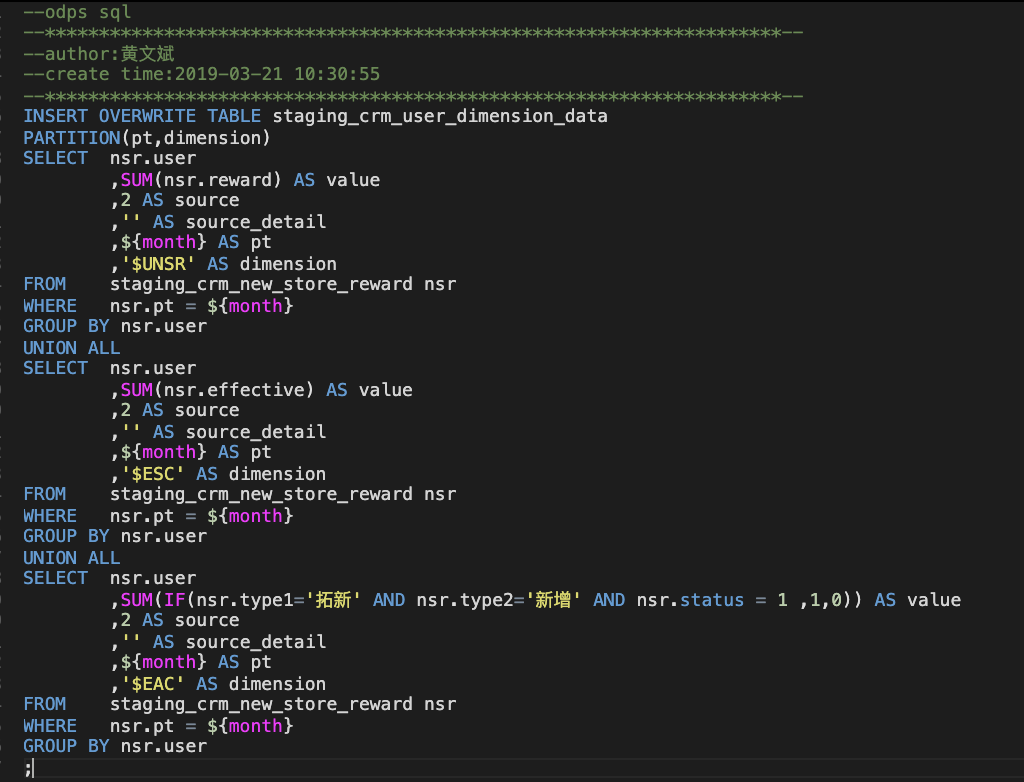 --odps sql
--********************************************************************--
--author:黄文斌
--create time:2019-03-21 10:30:55
--********************************************************************--
INSERT OVERWRITE TABLE staging_crm_user_dimension_data
PARTITION(pt,dimension)
SELECT  nsr.user
        ,SUM(nsr.reward) AS value
        ,2 AS source
        ,'' AS source_detail
        ,${month} AS pt
        ,'$UNSR' AS dimension
FROM    staging_crm_new_store_reward nsr
WHERE   nsr.pt = ${month}
GROUP BY nsr.user
UNION ALL
SELECT  nsr.user
        ,SUM(nsr.effective) AS value
        ,2 AS source
        ,'' AS source_detail
        ,${month} AS pt
        ,'$ESC' AS dimension
FROM    staging_crm_new_store_reward nsr
WHERE   nsr.pt = ${month}
GROUP BY nsr.user
UNION ALL
SELECT  nsr.user
        ,SUM(IF(nsr.type1='拓新' AND nsr.type2='新增' AND nsr.status = 1 ,1,0)) AS value
        ,2 AS source
        ,'' AS source_detail
        ,${month} AS pt
        ,'$EAC' AS dimension
FROM    staging_crm_new_store_reward nsr
WHERE   nsr.pt = ${month}
GROUP BY nsr.user
;